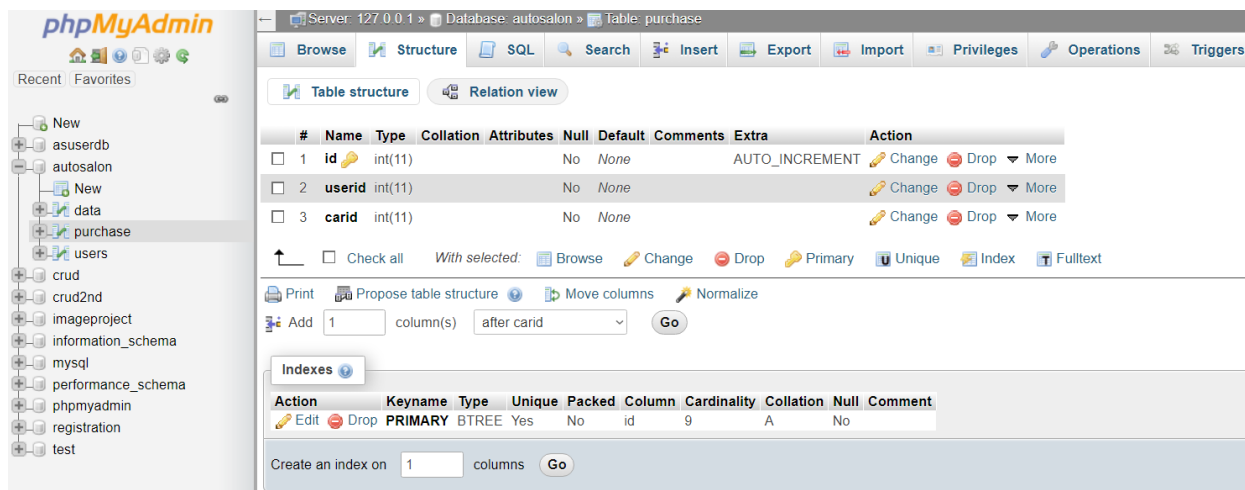 phpMyAdmin
Recent Favorites
New
asuserdb
autosalon
New
data
purchase
users
crud
crud2nd
imageproject
information_schema
mysql
performance_schema
phpmyadmin
registration
test
← Server: 127.0.0.1 » Database: autosalon » Table: purchase
Browse Structure SQL Search Insert Export Import Privileges Operations Triggers
Table structure Relation view
# Name Type Collation Attributes Null Default Comments Extra Action
1 id int(11) No None AUTO_INCREMENT Change Drop More
2 userid int(11) No None Change Drop More
3 carid int(11) No None Change Drop More
Check all With selected: Browse Change Drop Primary Unique Index Fulltext
Print Propose table structure Move columns Normalize
Add 1 column(s) after carid Go
Indexes
Action Keyname Type Unique Packed Column Cardinality Collation Null Comment
Edit Drop PRIMARY BTREE Yes No id 9 A No
Create an index on 1 columns Go